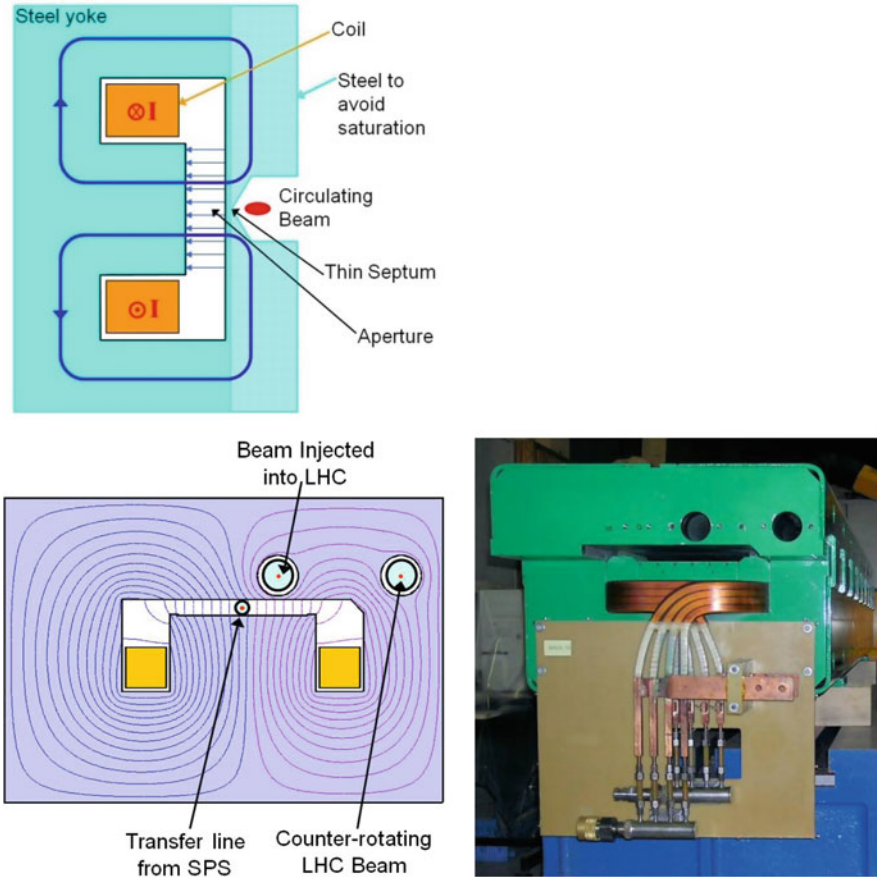 Steel yoke
Coil
Steel to
avoid
saturation
⊗I
Circulating
Beam
Thin Septum
⊙I
Aperture
Beam Injected
into LHC
Transfer line
from SPS
Counter-rotating
LHC Beam